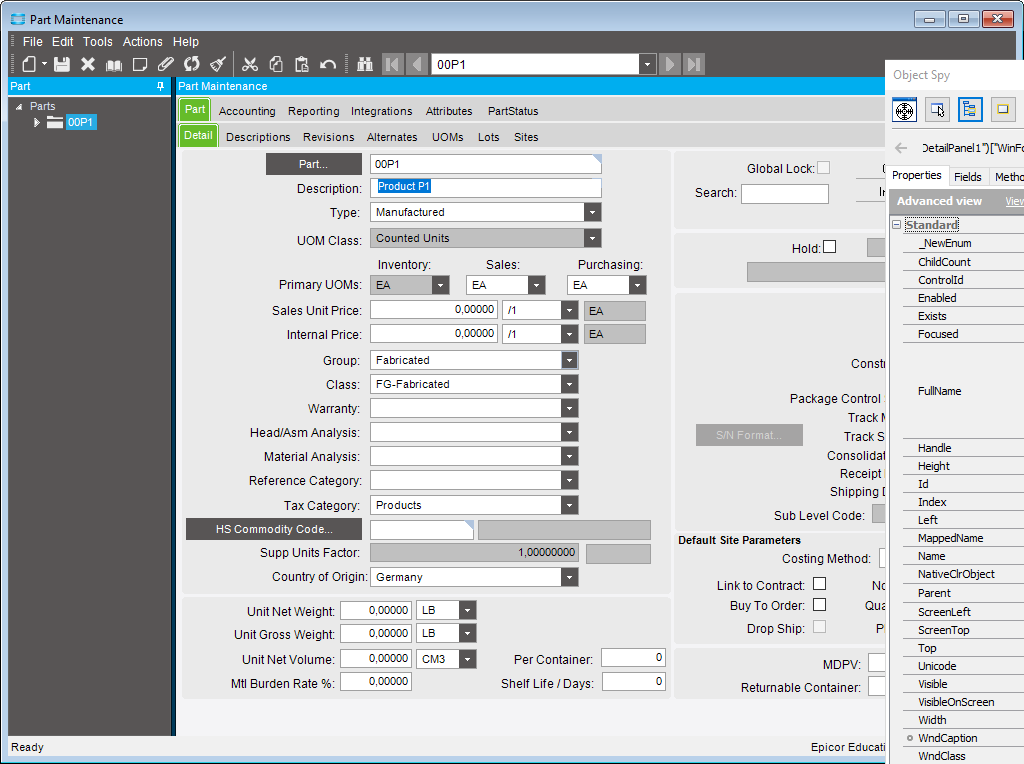 Part Maintenance
File Edit Tools Actions Help
00P1
Part
Parts
00P1
Part Maintenance
Part Accounting Reporting Integrations Attributes PartStatus
Detail Descriptions Revisions Alternates UOMs Lots Sites
Part... 00P1
Description: Product P1
Type: Manufactured
UOM Class: Counted Units
Inventory: Sales: Purchasing:
Primary UOMs: EA EA EA
Sales Unit Price: 0,00000 /1 EA
Internal Price: 0,00000 /1 EA
Group: Fabricated
Class: FG-Fabricated
Warranty:
Head/Asm Analysis:
Material Analysis:
Reference Category:
Tax Category: Products
HS Commodity Code...
Supp Units Factor: 1,00000000
Country of Origin: Germany
Unit Net Weight: 0,00000 LB
Unit Gross Weight: 0,00000 LB
Unit Net Volume: 0,00000 CM3
Per Container: 0
Mtl Burden Rate %: 0,00000
Shelf Life / Days: 0
Global Lock:
Search:
Hold:
Constr
Package Control
Track M
S/N Format...
Track S
Consolidat
Receipt
Shipping D
Sub Level Code:
Default Site Parameters
Costing Method:
Link to Contract: No
Buy To Order: Qua
Drop Ship:
MDPV:
Returnable Container:
Ready
Epicor Educati
Object Spy
DetailPanel1")["WinFo
Properties Fields Metho
Advanced view View
Standard
_NewEnum
ChildCount
ControlId
Enabled
Exists
Focused
FullName
Handle
Height
Id
Index
Left
MappedName
Name
NativeClrObject
Parent
ScreenLeft
ScreenTop
Top
Unicode
Visible
VisibleOnScreen
Width
WndCaption
WndClass